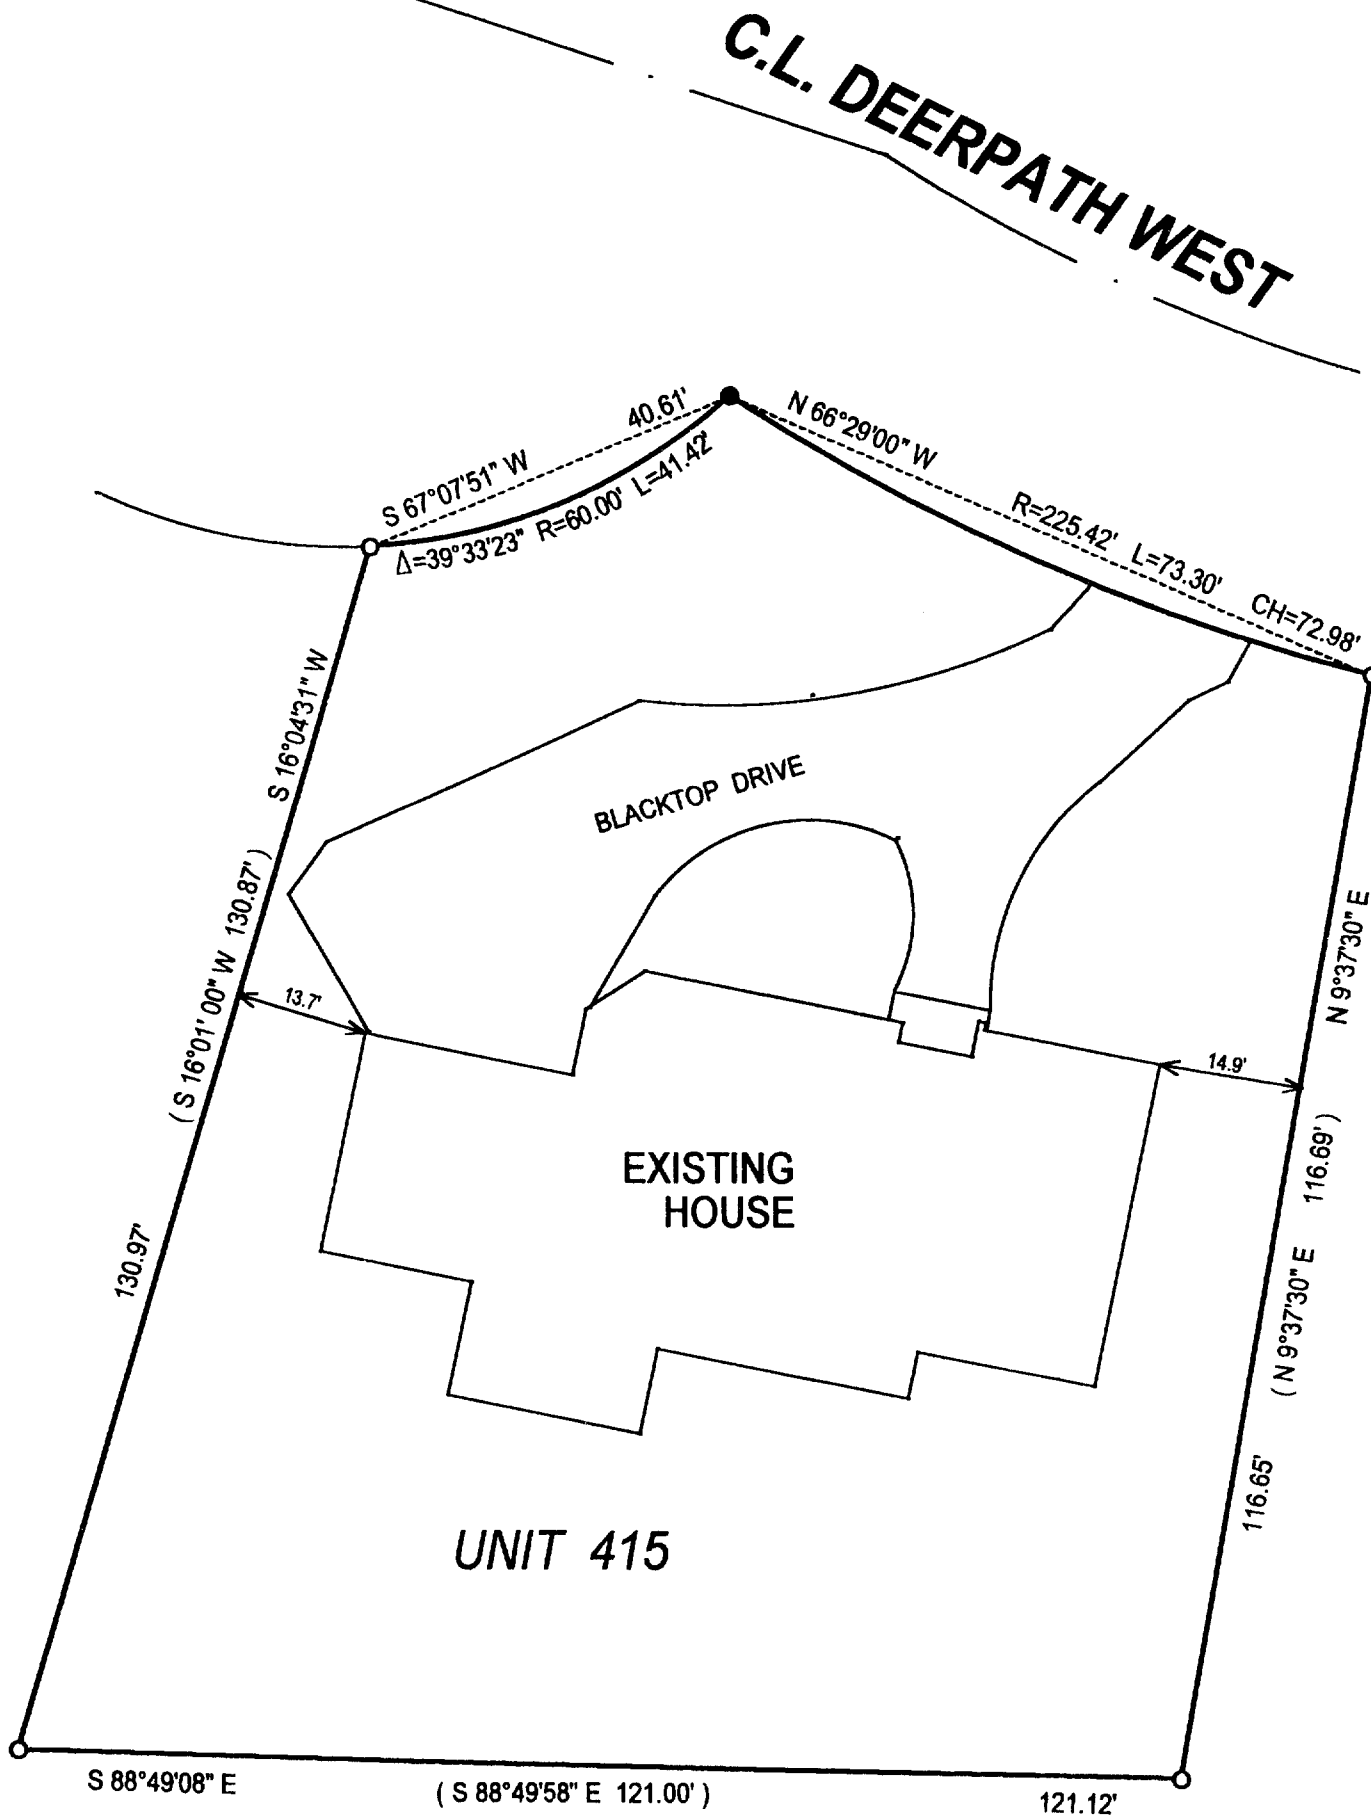 C.L. DEERPATH WEST
S 67°07'51" W 40.61'
Δ=39°33'23" R=60.00' L=41.42'
N 66°29'00" W
R=225.42' L=73.30' CH=72.98'
S 16°04'31" W
( S 16°01' 00" W 130.87' )
130.97'
BLACKTOP DRIVE
13.7'
14.9'
N 9°37'30" E
( N 9°37'30" E 116.69' )
116.65'
EXISTING
HOUSE
UNIT 415
S 88°49'08" E
( S 88°49'58" E 121.00' )
121.12'